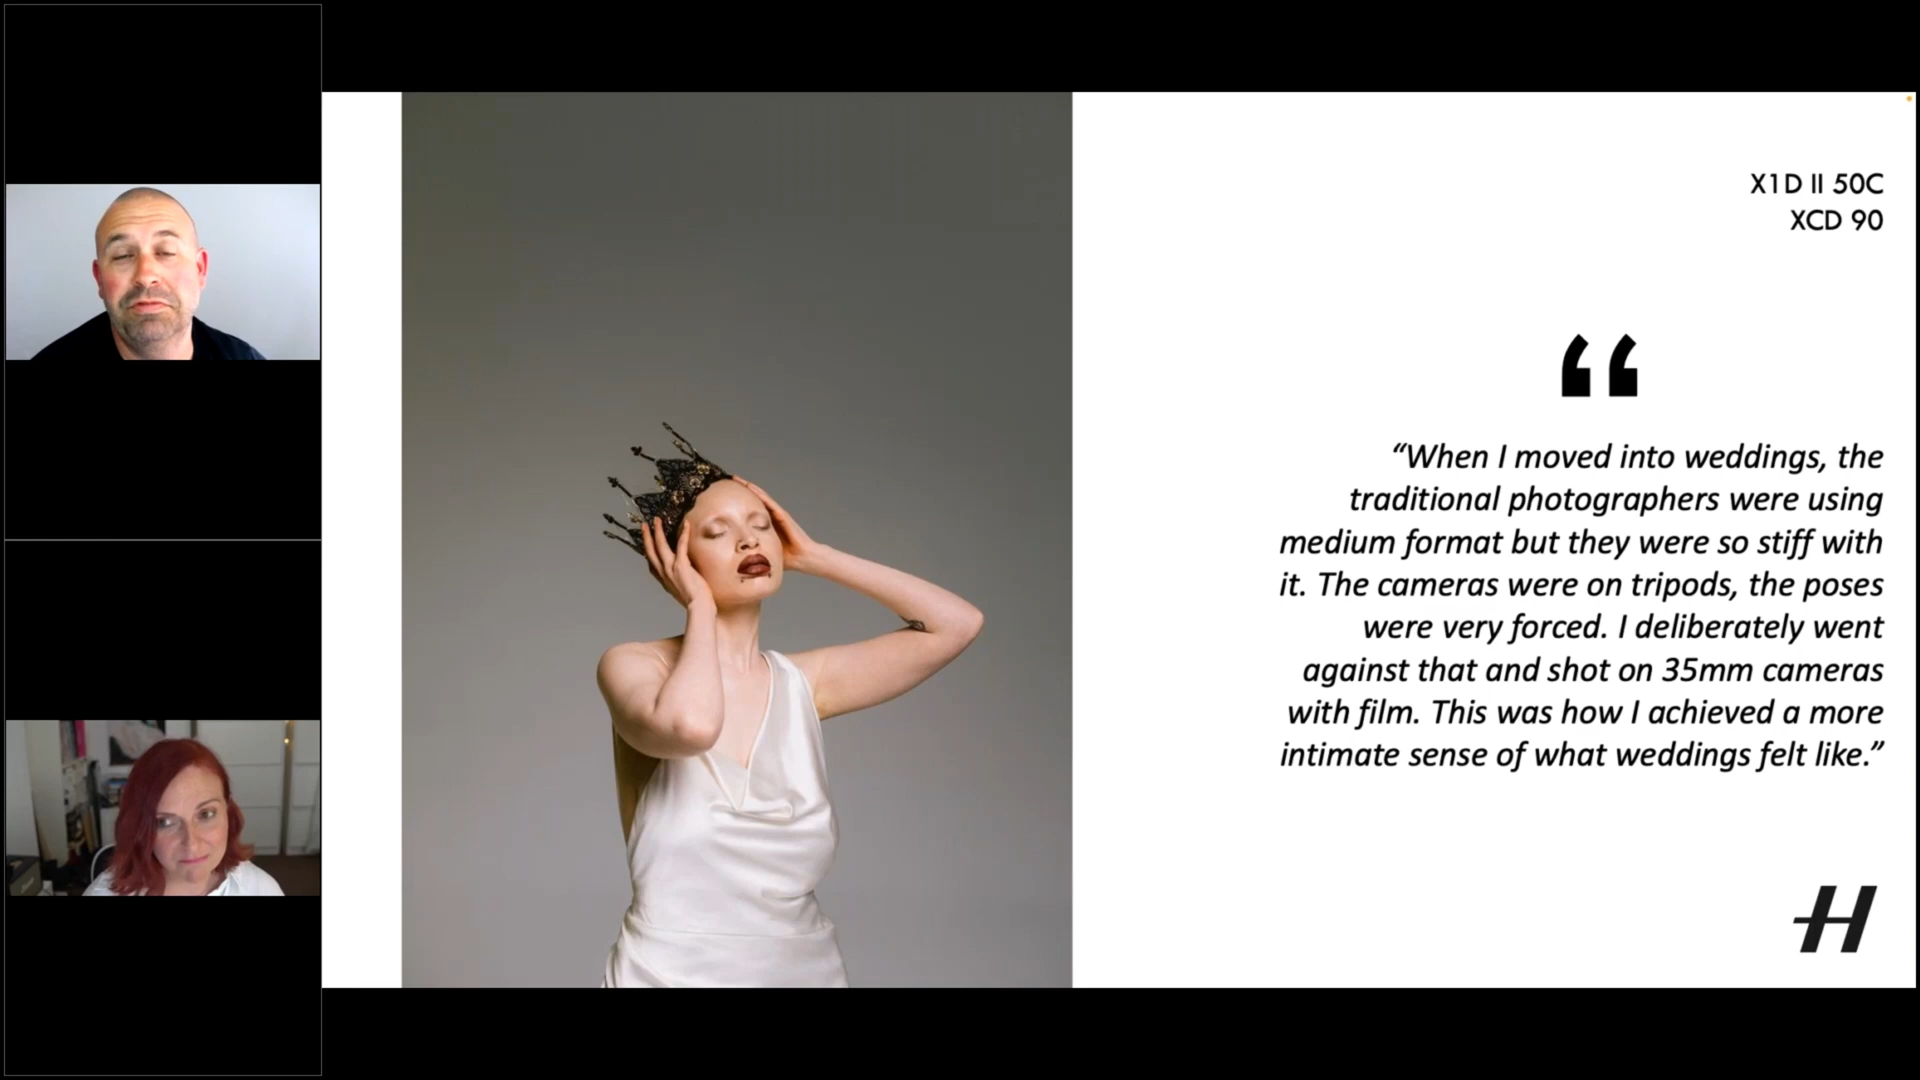 X1D II 50C
XCD 90
“
“When I moved into weddings, the
traditional photographers were using
medium format but they were so stiff with
it. The cameras were on tripods, the poses
were very forced. I deliberately went
against that and shot on 35mm cameras
with film. This was how I achieved a more
intimate sense of what weddings felt like.”
H